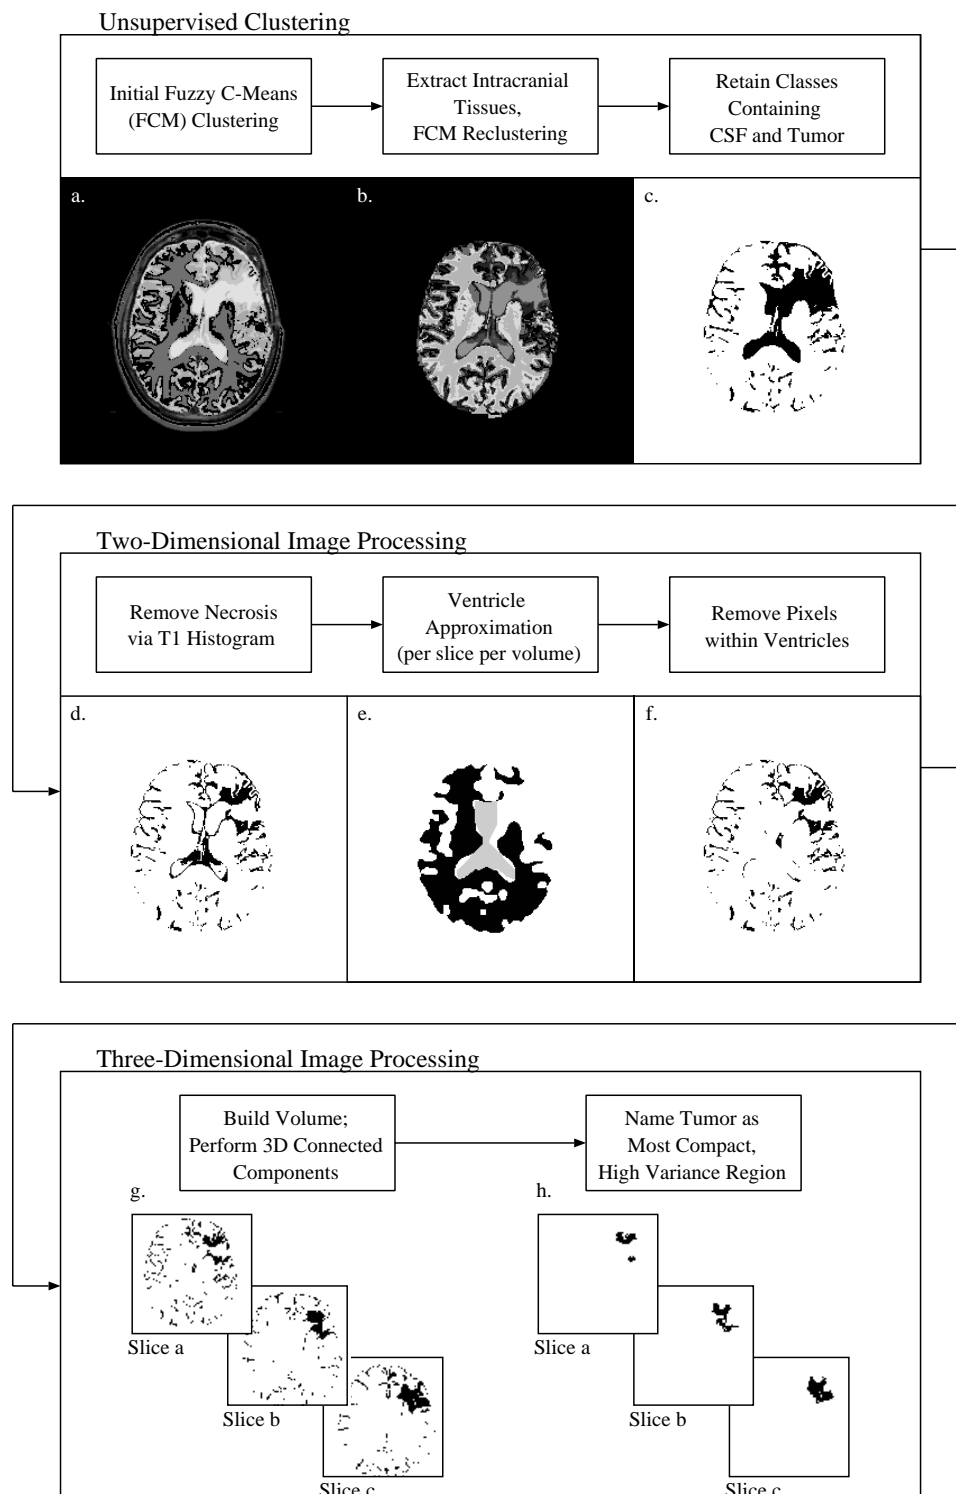 Unsupervised Clustering
Initial Fuzzy C-Means
(FCM) Clustering
Extract Intracranial
Tissues,
FCM Reclustering
Retain Classes
Containing
CSF and Tumor
a.
b.
c.
Two-Dimensional Image Processing
Remove Necrosis
via T1 Histogram
Ventricle
Approximation
(per slice per volume)
Remove Pixels
within Ventricles
d.
e.
f.
Three-Dimensional Image Processing
Build Volume;
Perform 3D Connected
Components
Name Tumor as
Most Compact,
High Variance Region
g.
h.
Slice a
Slice b
Slice c
Slice a
Slice b
Slice c